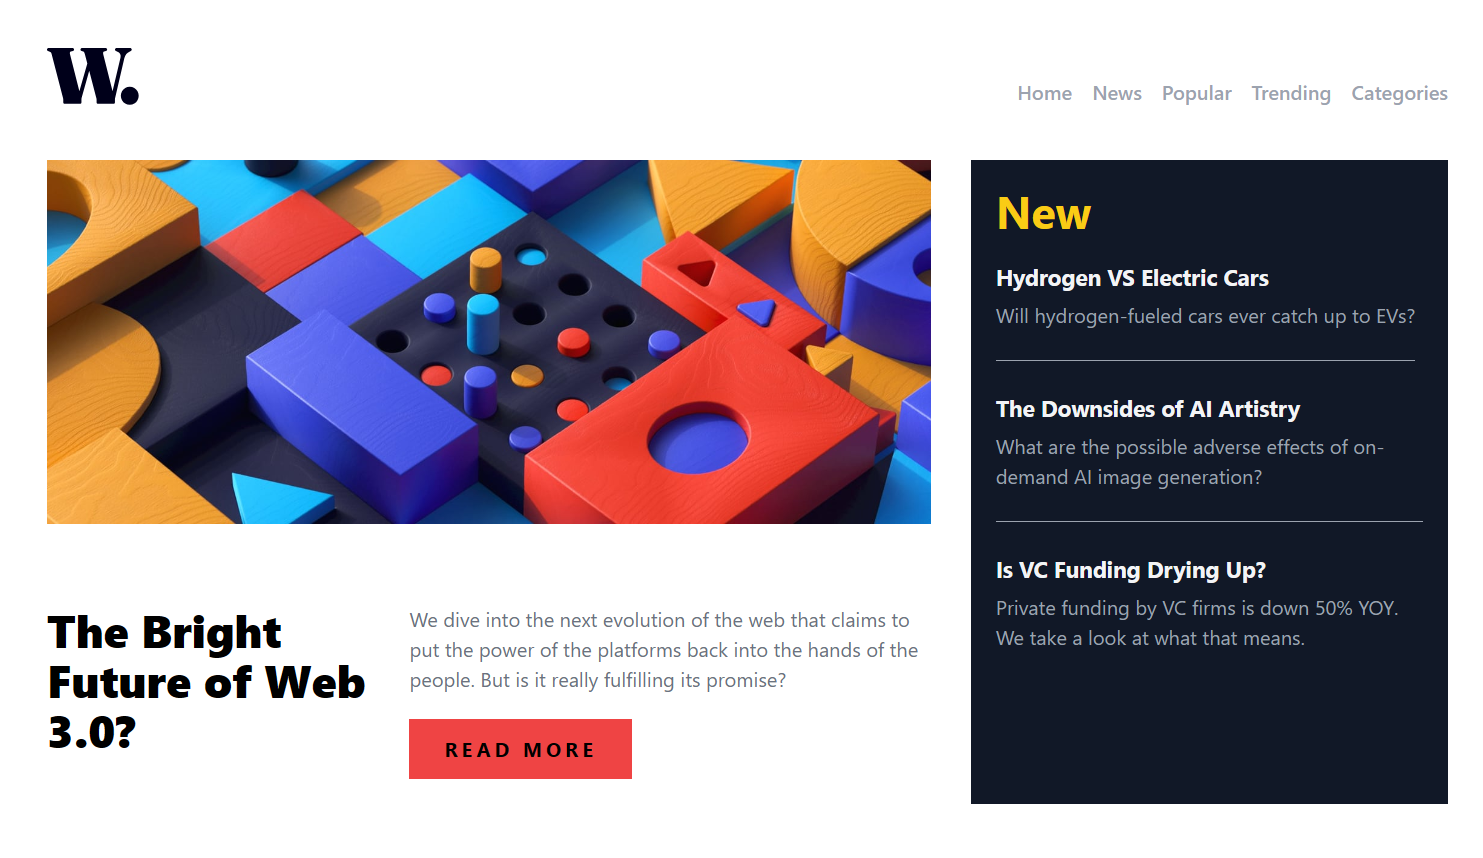 W.
Home News Popular Trending Categories
The Bright
Future of Web
3.0?
We dive into the next evolution of the web that claims to
put the power of the platforms back into the hands of the
people. But is it really fulfilling its promise?
READ MORE
New
Hydrogen VS Electric Cars
Will hydrogen-fueled cars ever catch up to EVs?
The Downsides of AI Artistry
What are the possible adverse effects of on-
demand AI image generation?
Is VC Funding Drying Up?
Private funding by VC firms is down 50% YOY.
We take a look at what that means.